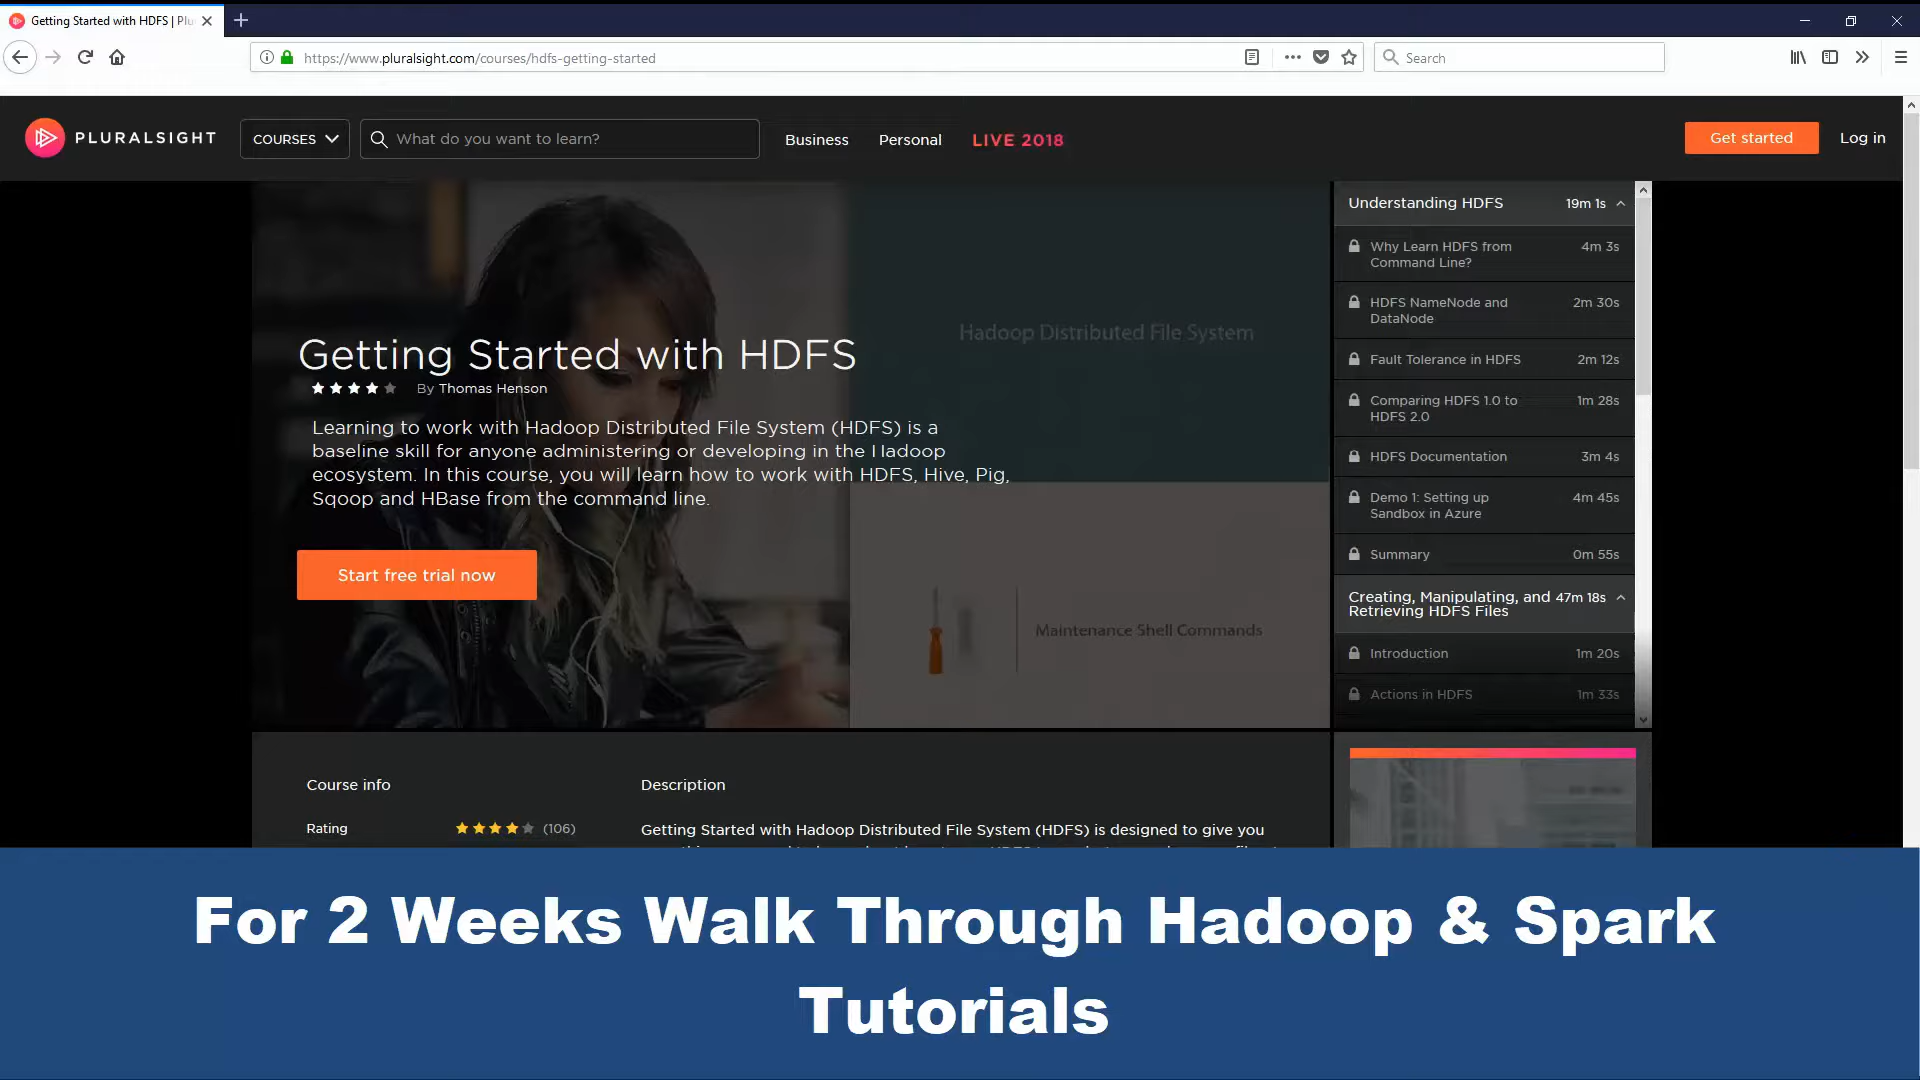 Getting Started with HDFS | Plu
https://www.pluralsight.com/courses/hdfs-getting-started
Search
PLURALSIGHT
COURSES
What do you want to learn?
Business
Personal
LIVE 2018
Get started
Log in
Hadoop Distributed File System
Getting Started with HDFS
By Thomas Henson
Learning to work with Hadoop Distributed File System (HDFS) is a
baseline skill for anyone administering or developing in the Hadoop
ecosystem. In this course, you will learn how to work with HDFS, Hive, Pig,
Sqoop and HBase from the command line.
Start free trial now
Maintenance Shell Commands
Understanding HDFS 19m 1s
Why Learn HDFS from 4m 3s
Command Line?
HDFS NameNode and 2m 30s
DataNode
Fault Tolerance in HDFS 2m 12s
Comparing HDFS 1.0 to 1m 28s
HDFS 2.0
HDFS Documentation 3m 4s
Demo 1: Setting up 4m 45s
Sandbox in Azure
Summary 0m 55s
Creating, Manipulating, and 47m 18s
Retrieving HDFS Files
Introduction 1m 20s
Actions in HDFS 1m 33s
Course info
Rating (106)
Description
Getting Started with Hadoop Distributed File System (HDFS) is designed to give you
For 2 Weeks Walk Through Hadoop & Spark
Tutorials